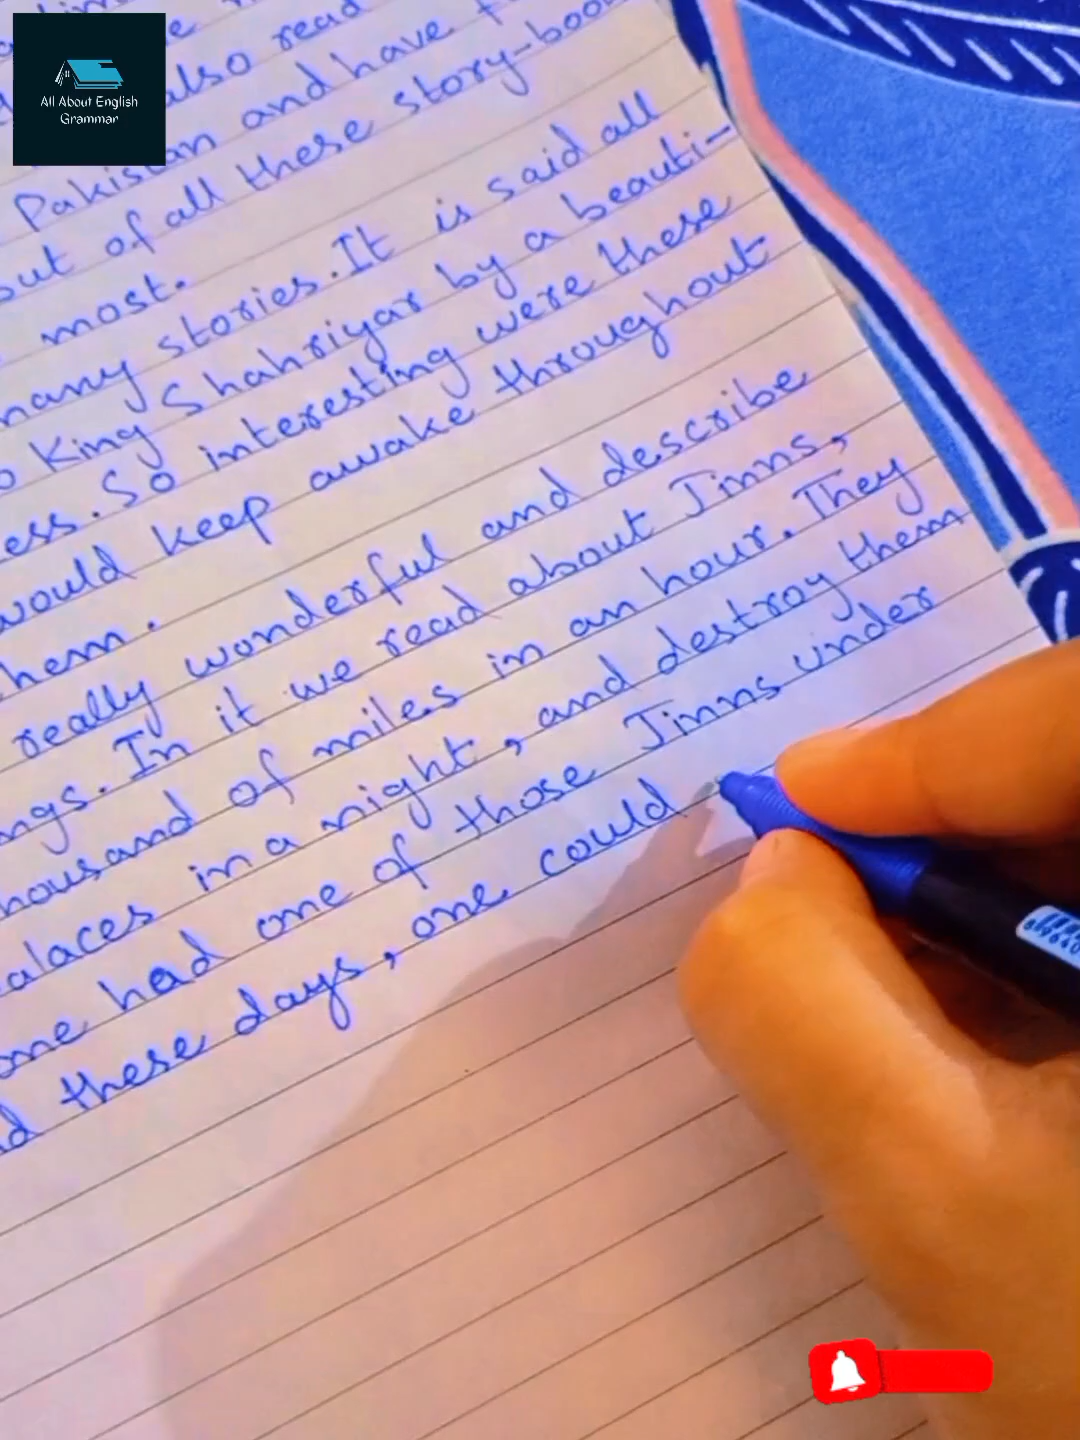 All About English
Grammar
also read
Pakistan and have
out of all these story-book
most.
many stories. It is said all
King Shahriyar by a beauti-
ess. So interesting were these
would keep awake throughout
hem.
really wonderful and describe
ngs. In it we read about Jinns,
housand of miles in an hour. They
alaces in a night, and destroy them
one had one of those Jinns under
d these days, one could